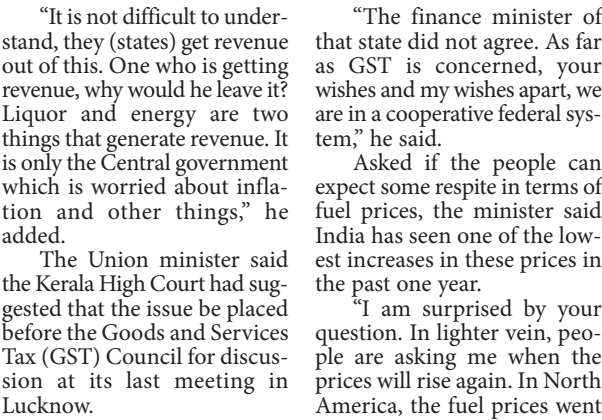 “It is not difficult to under-
stand, they (states) get revenue
out of this. One who is getting
revenue, why would he leave it?
Liquor and energy are two
things that generate revenue. It
is only the Central government
which is worried about infla-
tion and other things,” he
added.
The Union minister said
the Kerala High Court had sug-
gested that the issue be placed
before the Goods and Services
Tax (GST) Council for discus-
sion at its last meeting in
Lucknow.
“The finance minister of
that state did not agree. As far
as GST is concerned, your
wishes and my wishes apart, we
are in a cooperative federal sys-
tem,” he said.
Asked if the people can
expect some respite in terms of
fuel prices, the minister said
India has seen one of the low-
est increases in these prices in
the past one year.
“I am surprised by your
question. In lighter vein, peo-
ple are asking me when the
prices will rise again. In North
America, the fuel prices went